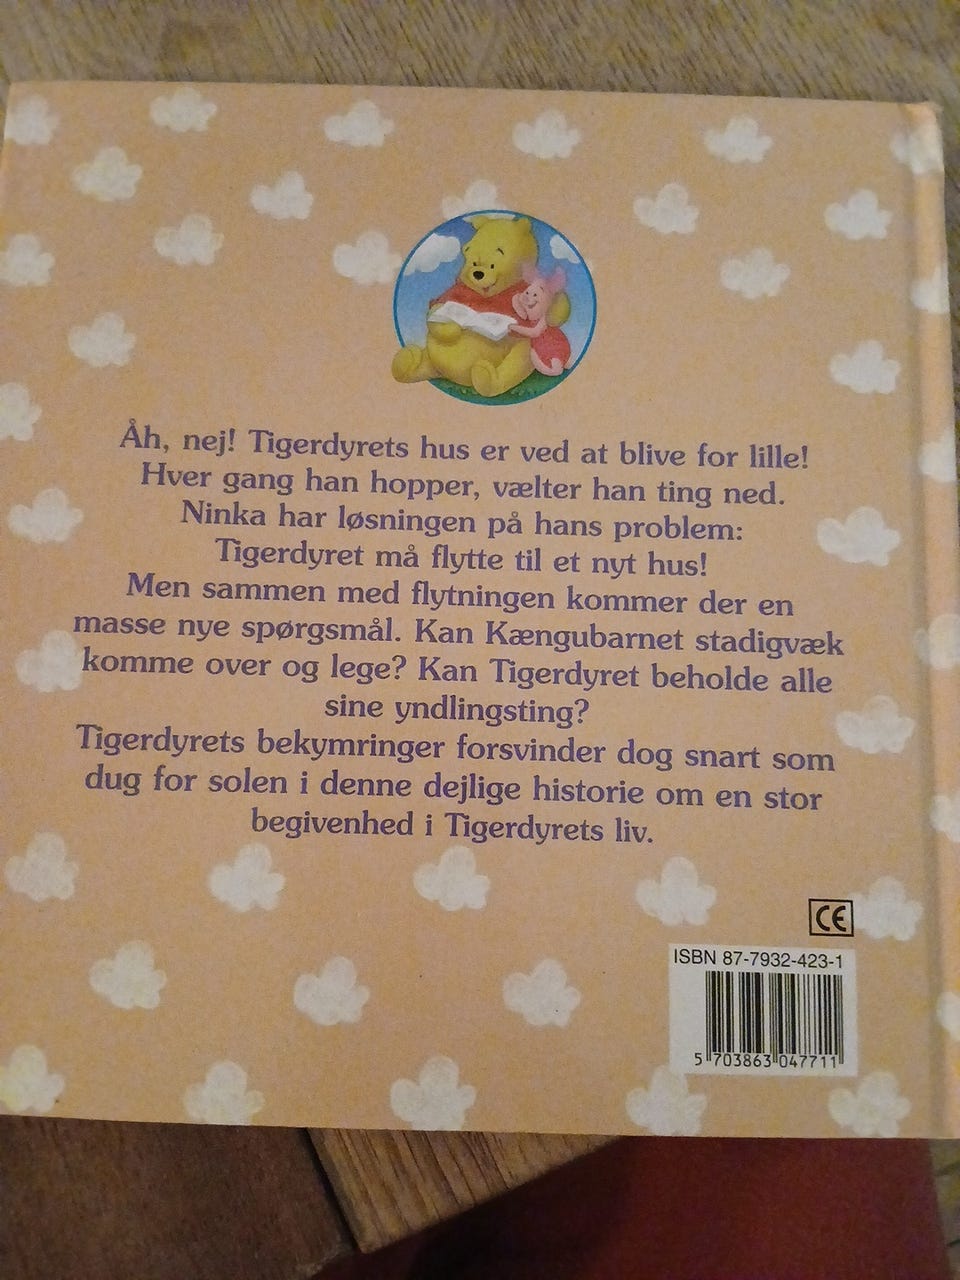 Åh, nej! Tigerdyrets hus er ved at blive for lille!
Hver gang han hopper, vælter han ting ned.
Ninka har løsningen på hans problem:
Tigerdyret må flytte til et nyt hus!
Men sammen med flytningen kommer der en
masse nye spørgsmål. Kan Kængubarnet stadigvæk
komme over og lege? Kan Tigerdyret beholde alle
sine yndlingsting?
Tigerdyrets bekymringer forsvinder dog snart som
dug for solen i denne dejlige historie om en stor
begivenhed i Tigerdyrets liv.
CE
ISBN 87-7932-423-1
5 703863 047711